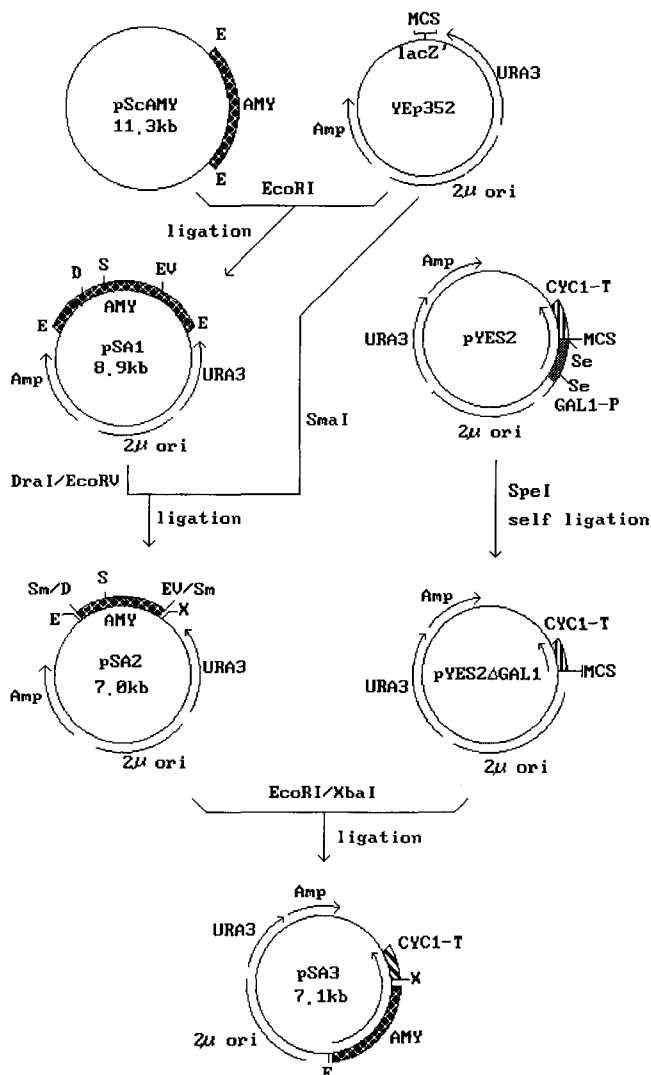 E
pScAMY
11.3kb
AMY
E
MCS
lacZ'
URA3
YEp352
Amp
2μ ori
EcoRI
ligation
D
S
EV
AMY
E
E
pSA1
8.9kb
Amp
URA3
2μ ori
Amp
CYC1-T
URA3
pYES2
MCS
Se
Se
GAL1-P
2μ ori
SmaI
DraI/EcoRV
ligation
SpeI
self ligation
Sm/D
S
EV/Sm
E
AMY
X
pSA2
7.0kb
Amp
URA3
2μ ori
Amp
CYC1-T
URA3
pYES2ΔGAL1
MCS
2μ ori
EcoRI/XbaI
ligation
Amp
URA3
CYC1-T
pSA3
7.1kb
X
2μ ori
AMY
E